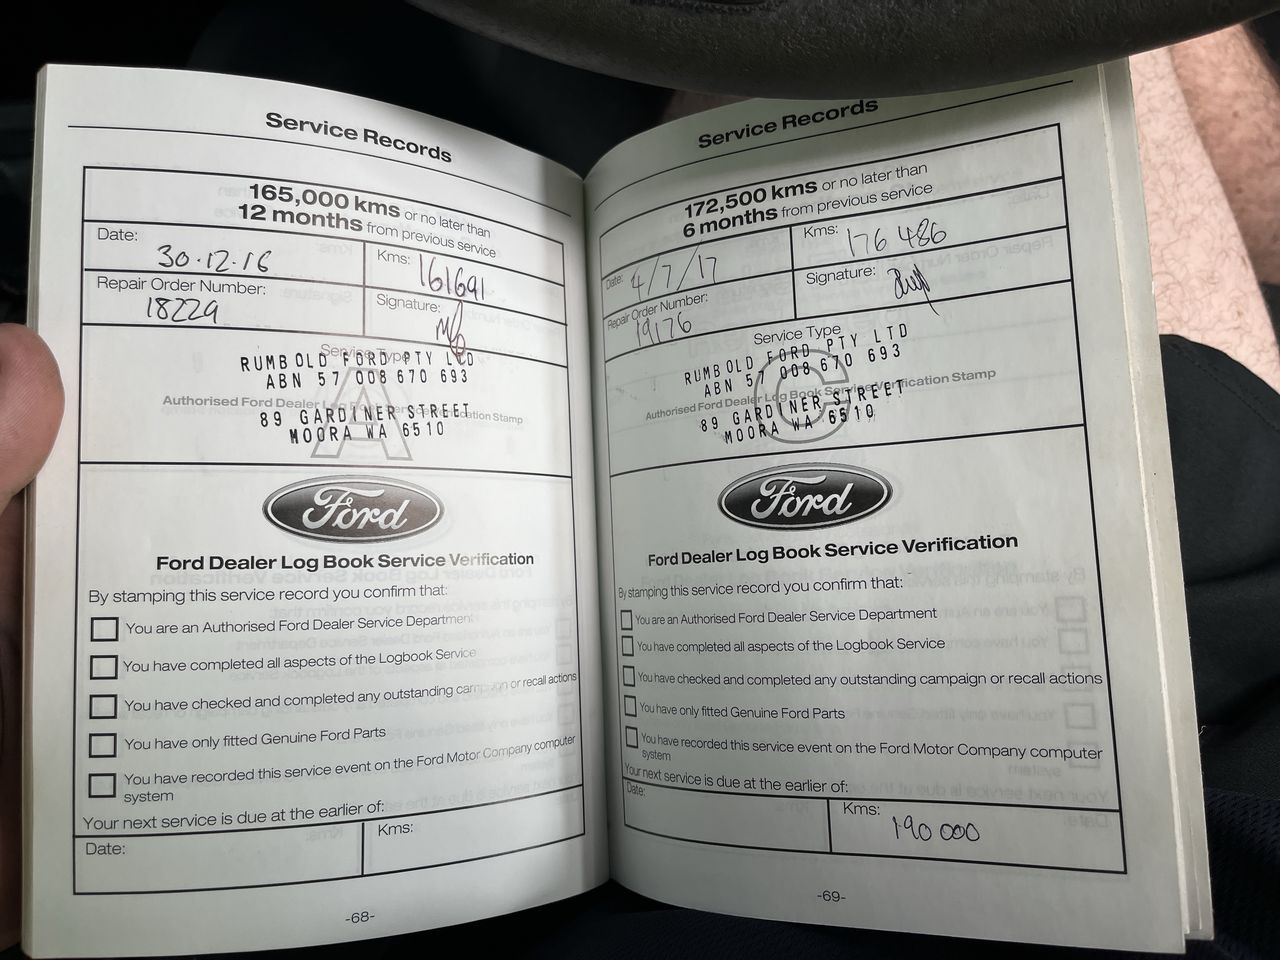 Service Records
165,000 kms or no later than
12 months from previous service
Date: 30.12.16
Kms: 161691
Repair Order Number: 18229
Signature:
Service Type
A
RUMBOLD FORD PTY LTD
ABN 57 008 670 693
Authorised Ford Dealer Log Book Service Verification Stamp
89 GARDINER STREET
MOORA WA 6510
Ford
Ford Dealer Log Book Service Verification
By stamping this service record you confirm that:
You are an Authorised Ford Dealer Service Department
You have completed all aspects of the Logbook Service
You have checked and completed any outstanding campaign or recall actions
You have only fitted Genuine Ford Parts
You have recorded this service event on the Ford Motor Company computer
system
Your next service is due at the earlier of:
Date:
Kms:
-68-
Service Records
172,500 kms or no later than
6 months from previous service
Date: 4/7/17
Kms: 176 486
Repair Order Number: 19176
Signature:
Service Type
C
RUMBOLD FORD PTY LTD
ABN 57 008 670 693
Authorised Ford Dealer Log Book Service Verification Stamp
89 GARDINER STREET
MOORA WA 6510
Ford
Ford Dealer Log Book Service Verification
By stamping this service record you confirm that:
You are an Authorised Ford Dealer Service Department
You have completed all aspects of the Logbook Service
You have checked and completed any outstanding campaign or recall actions
You have only fitted Genuine Ford Parts
You have recorded this service event on the Ford Motor Company computer
system
Your next service is due at the earlier of:
Date:
Kms: 190 000
-69-